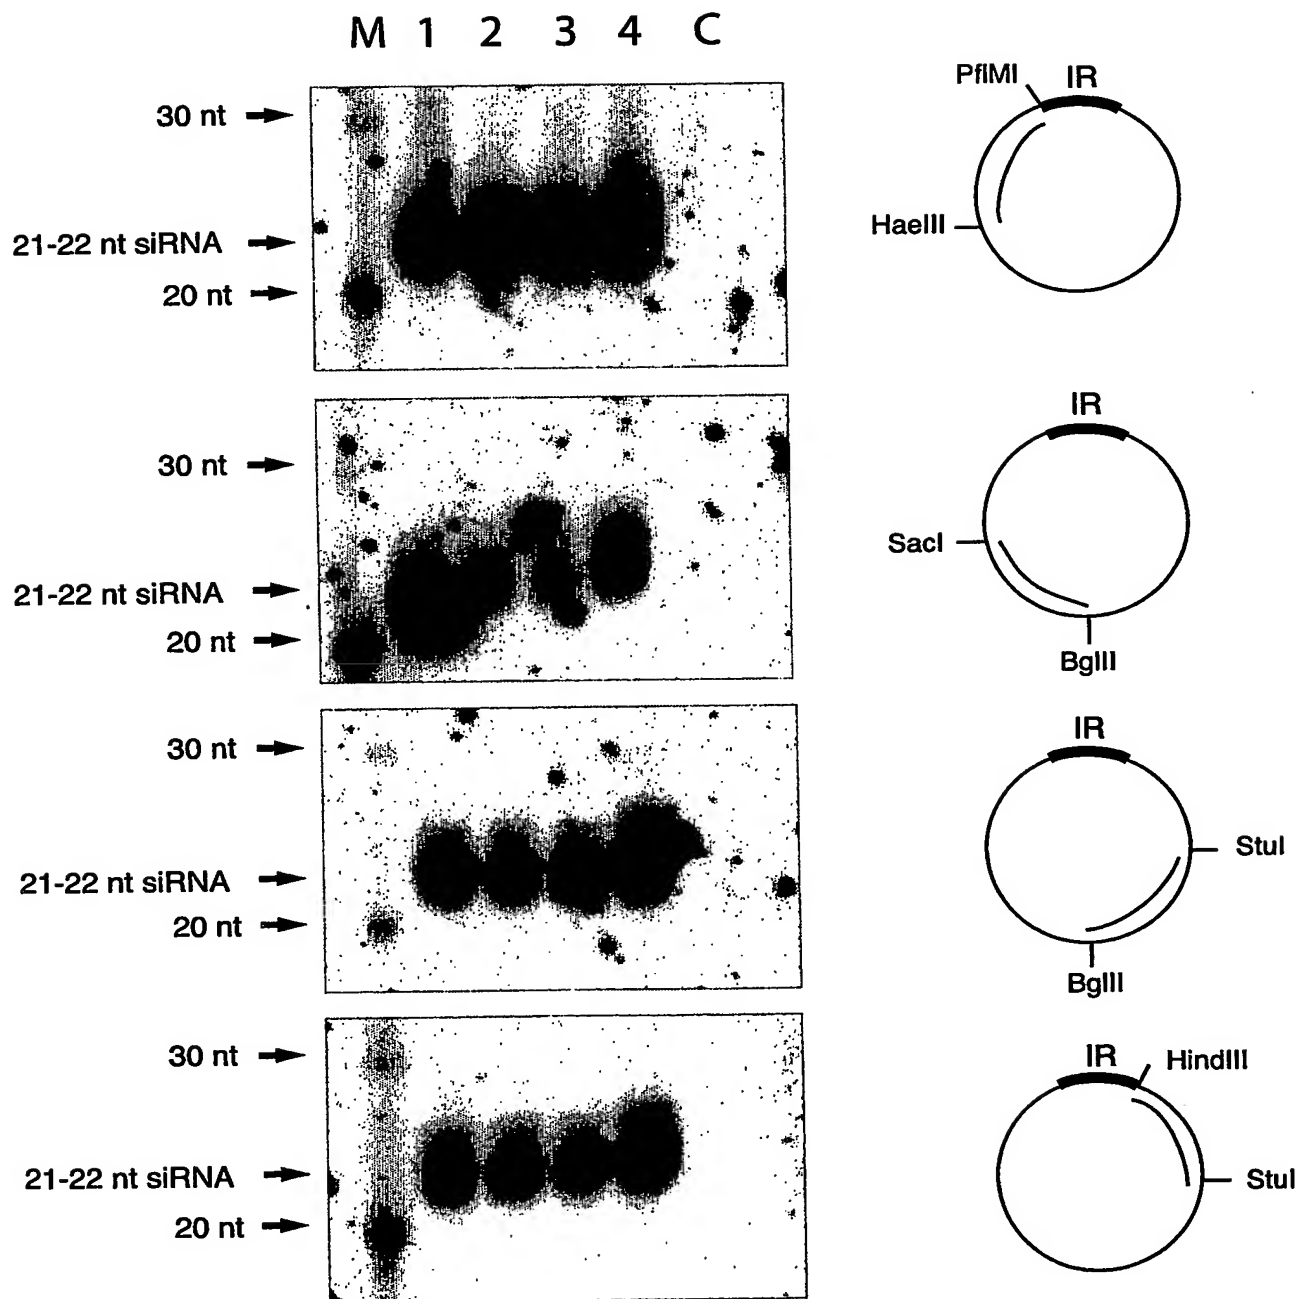 M 1 2 3 4 C
30 nt
21-22 nt siRNA
20 nt
PflMI
IR
HaeIII
30 nt
21-22 nt siRNA
20 nt
IR
SacI
BglII
30 nt
21-22 nt siRNA
20 nt
IR
StuI
BglII
30 nt
21-22 nt siRNA
20 nt
IR
HindIII
StuI